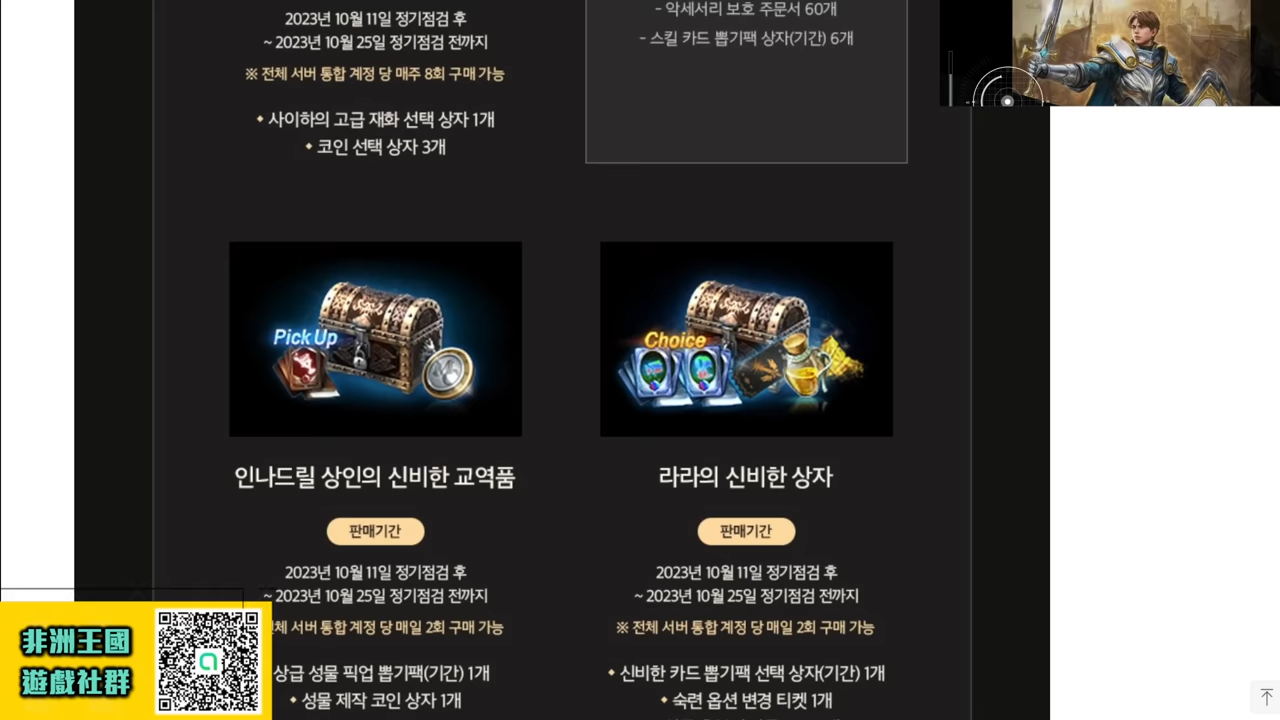 2023년 10월 11일 정기점검 후
~ 2023년 10월 25일 정기점검 전까지
※ 전체 서버 통합 계정 당 매주 8회 구매 가능
◆ 사이하의 고급 재화 선택 상자 1개
◆ 코인 선택 상자 3개
- 악세서리 보호 주문서 60개
- 스킬 카드 뽑기팩 상자(기간) 6개
Pick Up
인나드릴 상인의 신비한 교역품
판매기간
2023년 10월 11일 정기점검 후
~ 2023년 10월 25일 정기점검 전까지
서버 통합 계정 당 매일 2회 구매 가능
상급 성물 픽업 뽑기팩(기간) 1개
◆ 성물 제작 코인 상자 1개
Choice
라라의 신비한 상자
판매기간
2023년 10월 11일 정기점검 후
~ 2023년 10월 25일 정기점검 전까지
※ 전체 서버 통합 계정 당 매일 2회 구매 가능
◆ 신비한 카드 뽑기팩 선택 상자(기간) 1개
◆ 숙련 옵션 변경 티켓 1개
非洲王國
遊戲社群